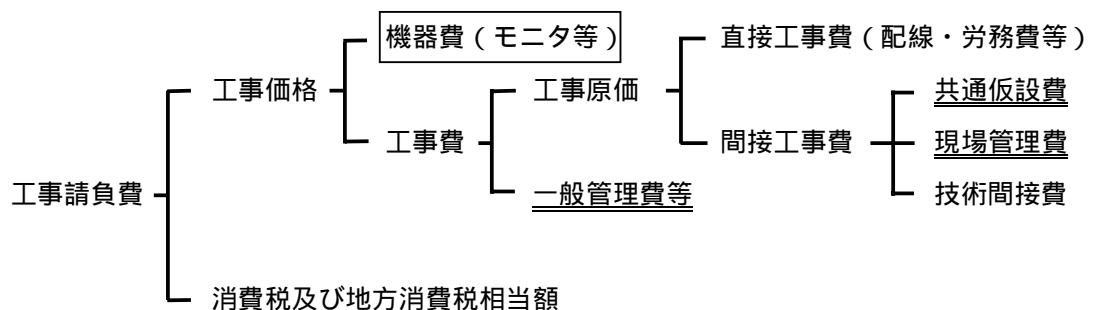 機器費(モニタ等)
直接工事費(配線・労務費等)
工事価格
工事原価
共通仮設費
工事費
間接工事費
現場管理費
工事請負費
一般管理費等
技術間接費
消費税及び地方消費税相当額